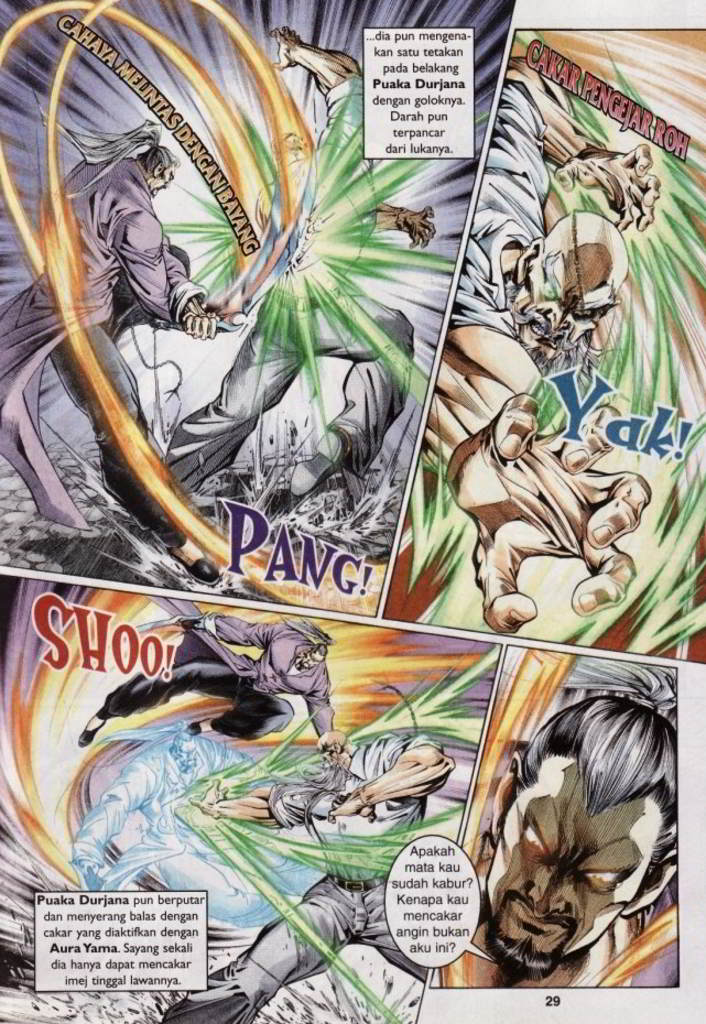 CAHAYA MELINTAS DENGAN BAYANG
...dia pun mengena-
kan satu tetakan
pada belakang
Puaka Durjana
dengan goloknya.
Darah pun
terpancar
dari lukanya.
PANG!
CAKAR PENGEJAR ROH
Yak!
SHOO!
Puaka Durjana pun berputar
dan menyerang balas dengan
cakar yang diaktifkan dengan
Aura Yama. Sayang sekali
dia hanya dapat mencakar
imej tinggal lawannya.
Apakah
mata kau
sudah kabur?
Kenapa kau
mencakar
angin bukan
aku ini?
29